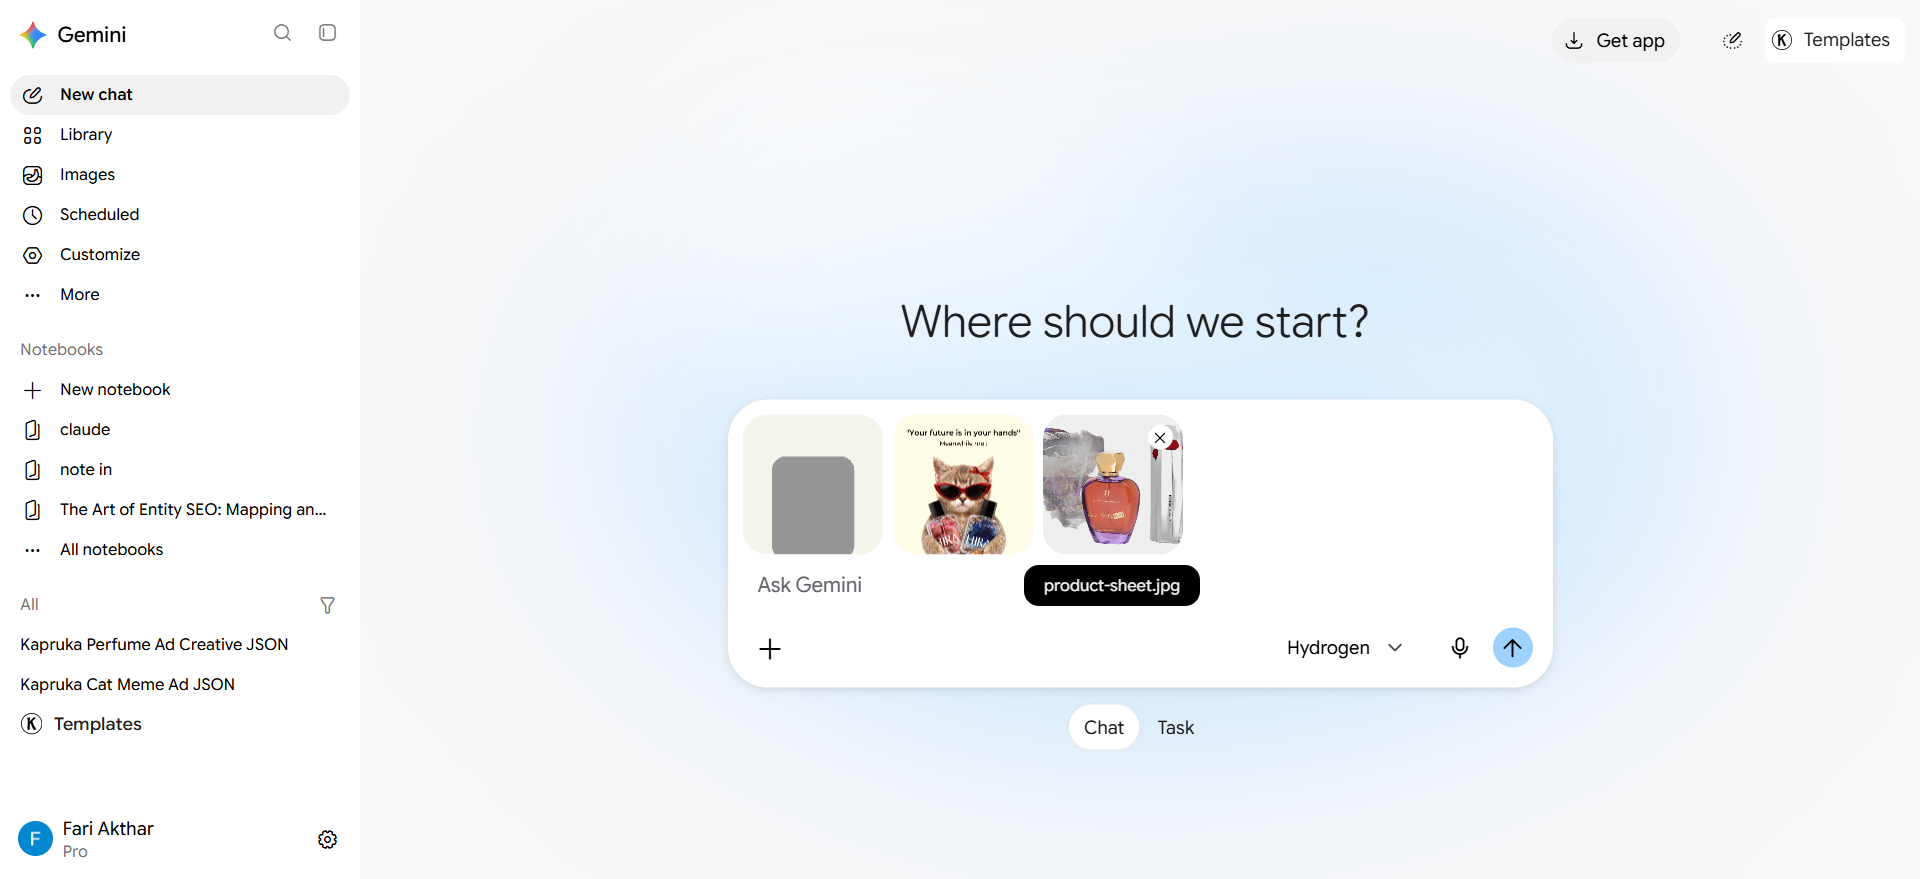 Gemini
New chat
Library
Images
Scheduled
Customize
More
Notebooks
New notebook
claude
note in
The Art of Entity SEO: Mapping an...
All notebooks
All
Kapruka Perfume Ad Creative JSON
Kapruka Cat Meme Ad JSON
K Templates
F
Fari Akthar
Pro
Get app
K Templates
Where should we start?
"Your future is in your hands"
Meanwhile me:
Ask Gemini
product-sheet.jpg
Hydrogen
Chat
Task